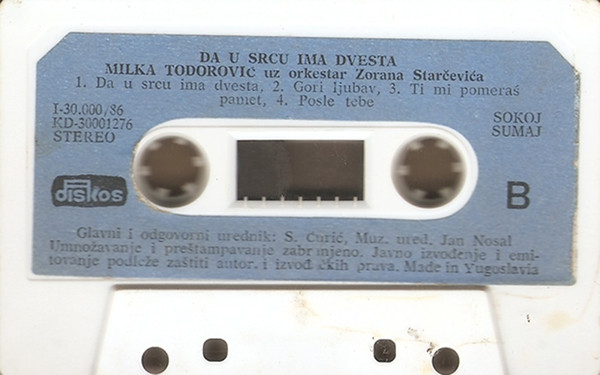 DA U SRCU IMA DVESTA
MILKA TODOROVIĆ uz orkestar Zorana Starčevića
1. Da u srcu ima dvesta, 2. Gori ljubav, 3. Ti mi pomeraš
pamet, 4. Posle tebe
I-30.000/86
KD-30001276
STEREO
SOKOJ
SUMAJ
diskos
B
Glavni i odgovorni urednik: S. Ćurić, Muz. ured. Jan Nosal
Umnožavanje i preštampavanje zabranjeno. Javno izvođenje i emi-
tovanje podleže zaštiti autor. i izvođačkih prava. Made in Yugoslavia